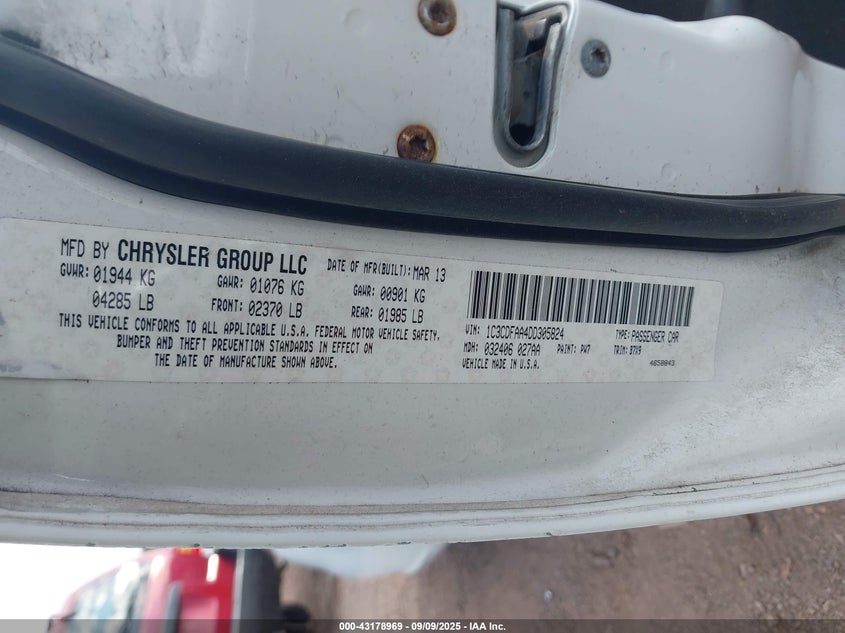 MFD BY CHRYSLER GROUP LLC DATE OF MFR(BUILT): MAR 13
GVWR: 01944 KG GAWR: 01076 KG GAWR: 00901 KG
04285 LB FRONT: 02370 LB REAR: 01985 LB
THIS VEHICLE CONFORMS TO ALL APPLICABLE U.S.A. FEDERAL MOTOR VEHICLE SAFETY,
BUMPER AND THEFT PREVENTION STANDARDS IN EFFECT ON
THE DATE OF MANUFACTURE SHOWN ABOVE.
VIN: 1C3CDFAA4DD305824 TYPE: PASSENGER CAR
MDH: 032406 027AA PAINT: PW7 TRIM: B7X9
VEHICLE MADE IN U.S.A. 4658843
000-43178969 - 09/09/2025 - IAA Inc.